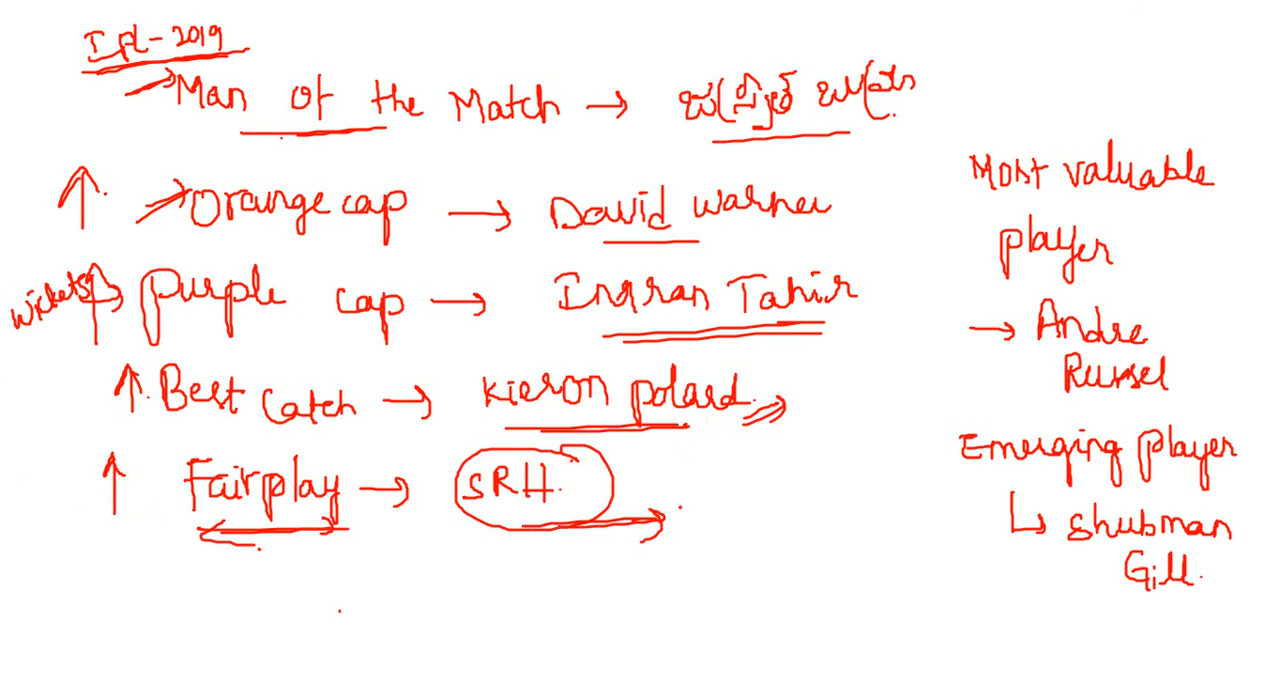 Ipl-2019
→ Man of the Match →
↑ → Orange cap → David warner
wickets ↑ → Purple cap → Imran Tahir
↑ Best Catch → Kieron polard
↑ Fairplay → SRH.
Most valuable
player
→ Andre
Russel
Emerging player
↳ shubman
Gill.